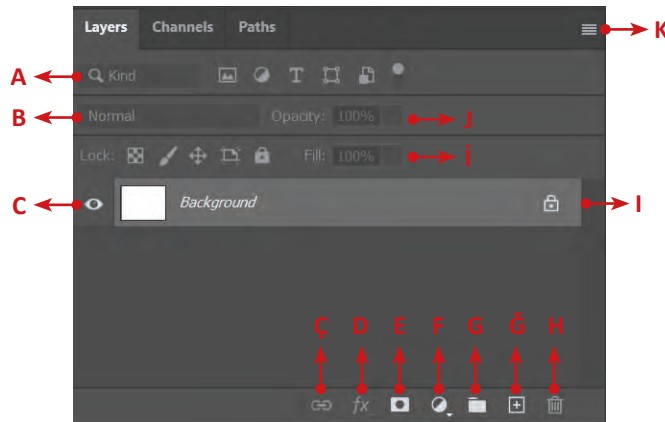 Layers Channels Paths K
A Kind T
B Normal Opacity: 100% J
Lock: Fill: 100% i
C Background I
Ç D E F G Ğ H
fx